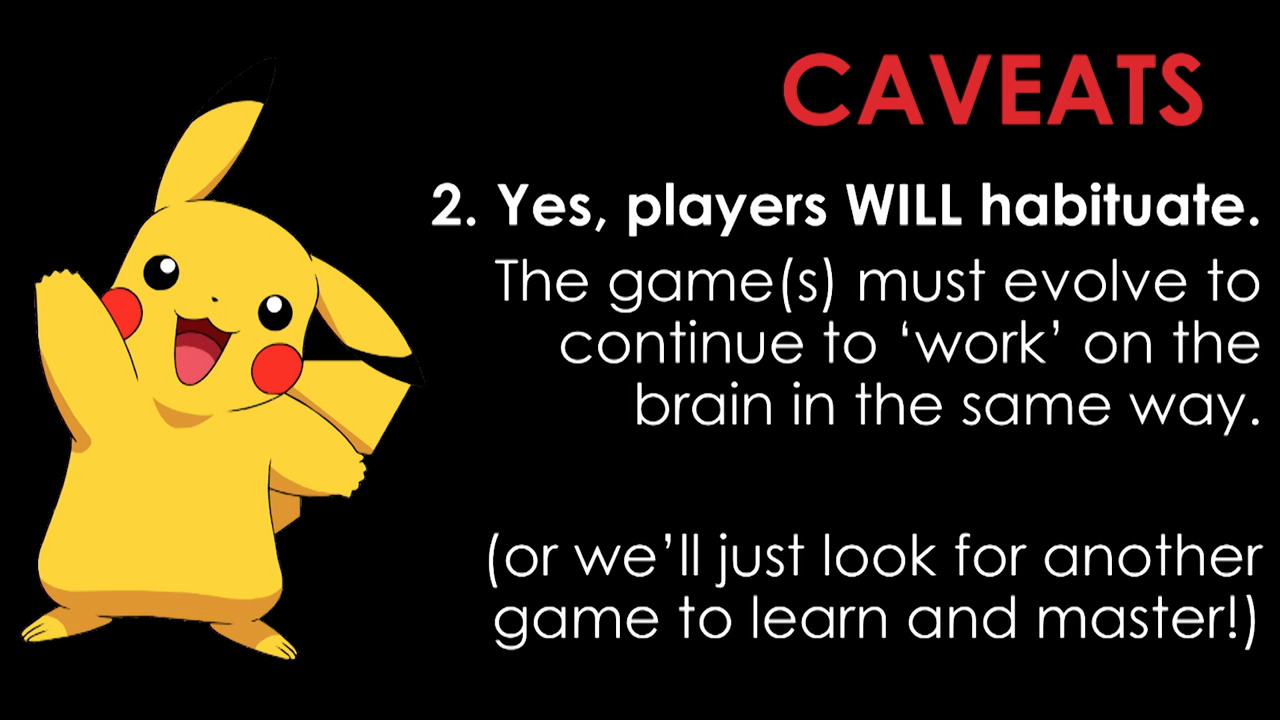 CAVEATS
2. Yes, players WILL habituate.
The game(s) must evolve to
continue to ‘work’ on the
brain in the same way.
(or we’ll just look for another
game to learn and master!)